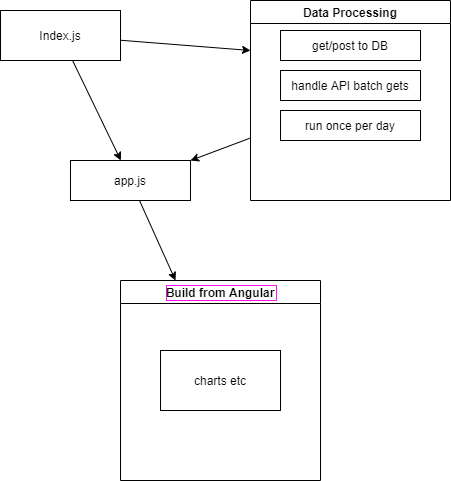 Index.js
Data Processing
get/post to DB
handle API batch gets
run once per day
app.js
Build from Angular
charts etc